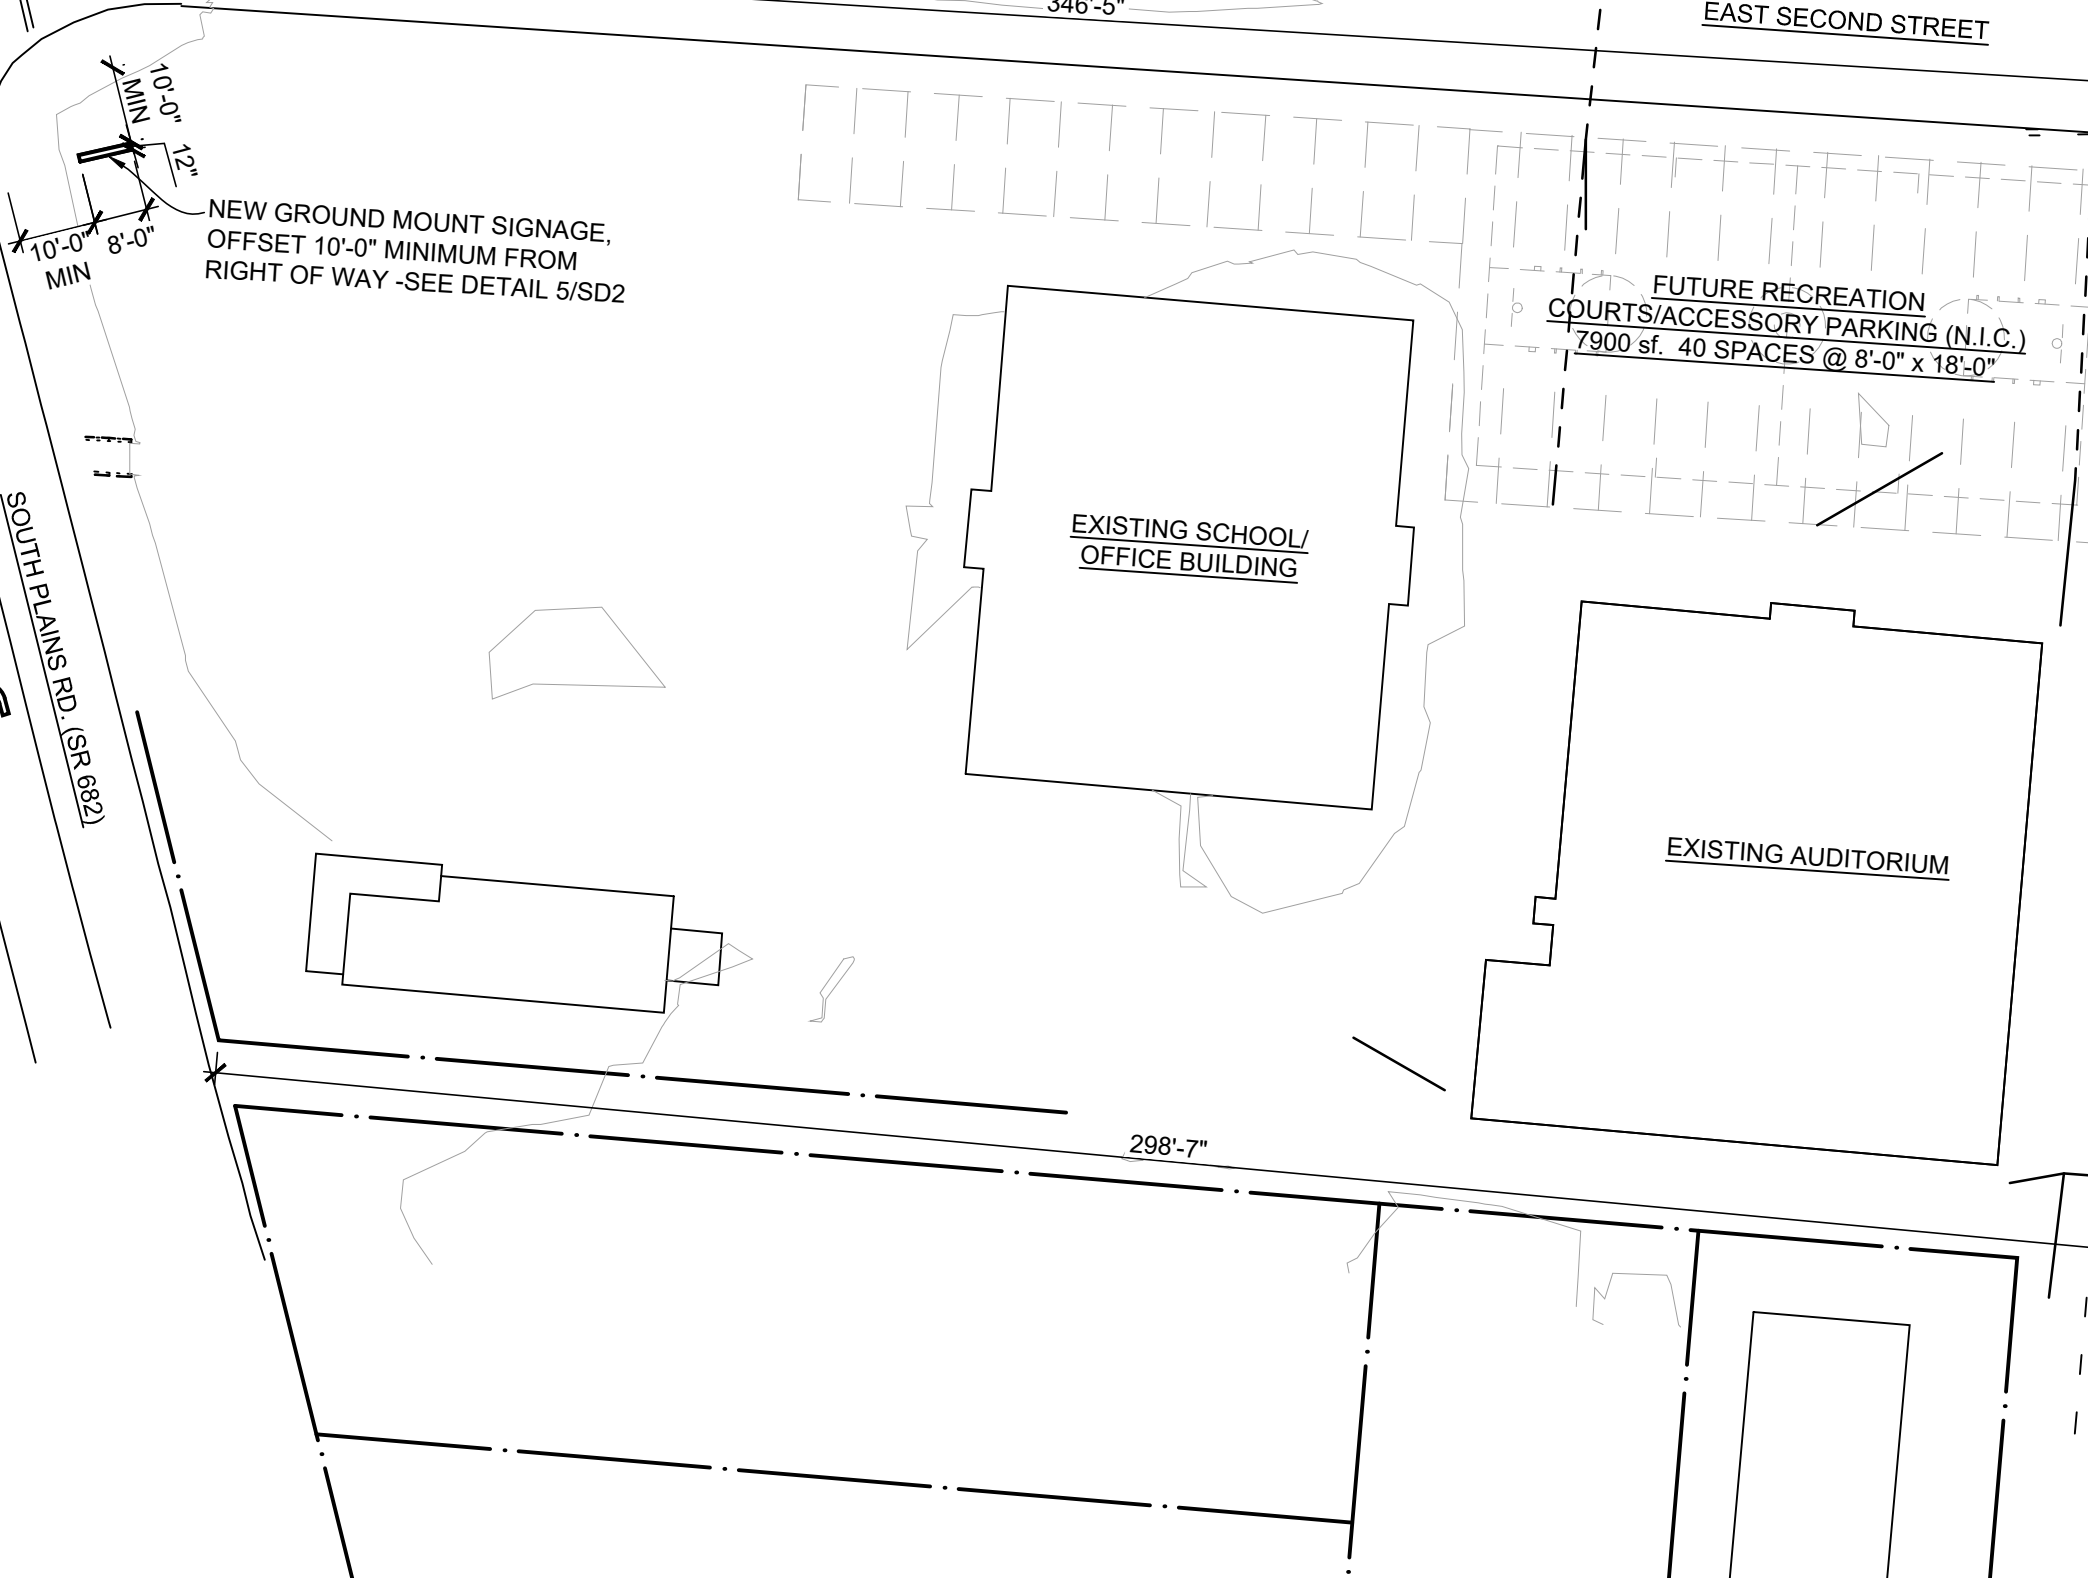 346'-5"
EAST SECOND STREET
10'-0"
MIN
12"
10'-0"
MIN
8'-0"
NEW GROUND MOUNT SIGNAGE,
OFFSET 10'-0" MINIMUM FROM
RIGHT OF WAY -SEE DETAIL 5/SD2
FUTURE RECREATION
COURTS/ACCESSORY PARKING (N.I.C.)
7900 sf. 40 SPACES @ 8'-0" x 18'-0"
EXISTING SCHOOL/
OFFICE BUILDING
SOUTH PLAINS RD. (SR 682)
EXISTING AUDITORIUM
298'-7"